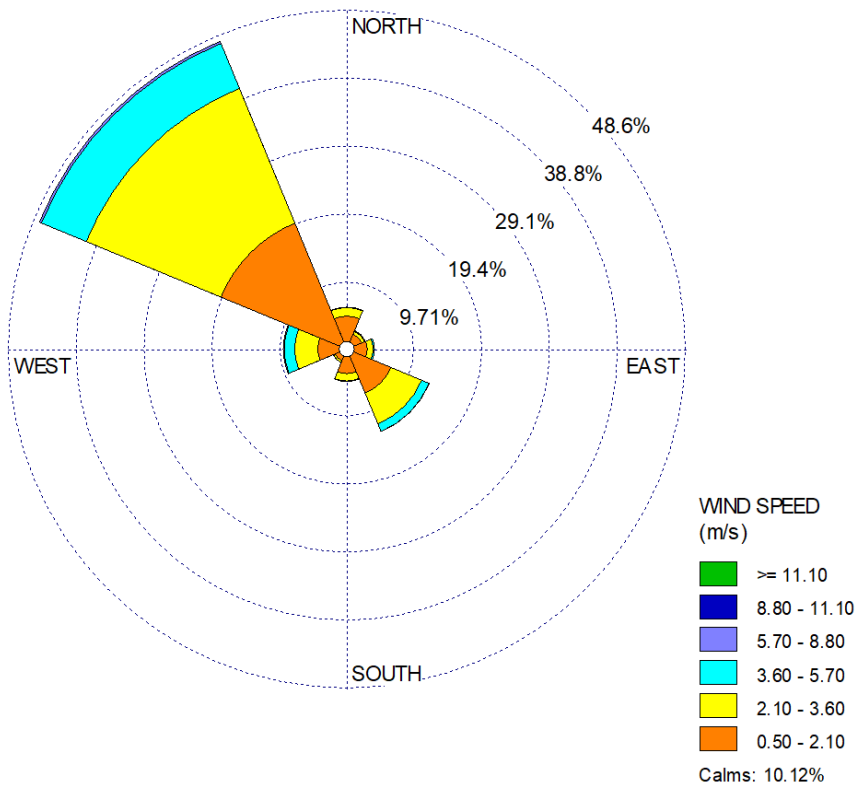 NORTH
48.6%
38.8%
29.1%
19.4%
9.71%
WEST
EAST
SOUTH
WIND SPEED
(m/s)
>= 11.10
8.80 - 11.10
5.70 - 8.80
3.60 - 5.70
2.10 - 3.60
0.50 - 2.10
Calms: 10.12%